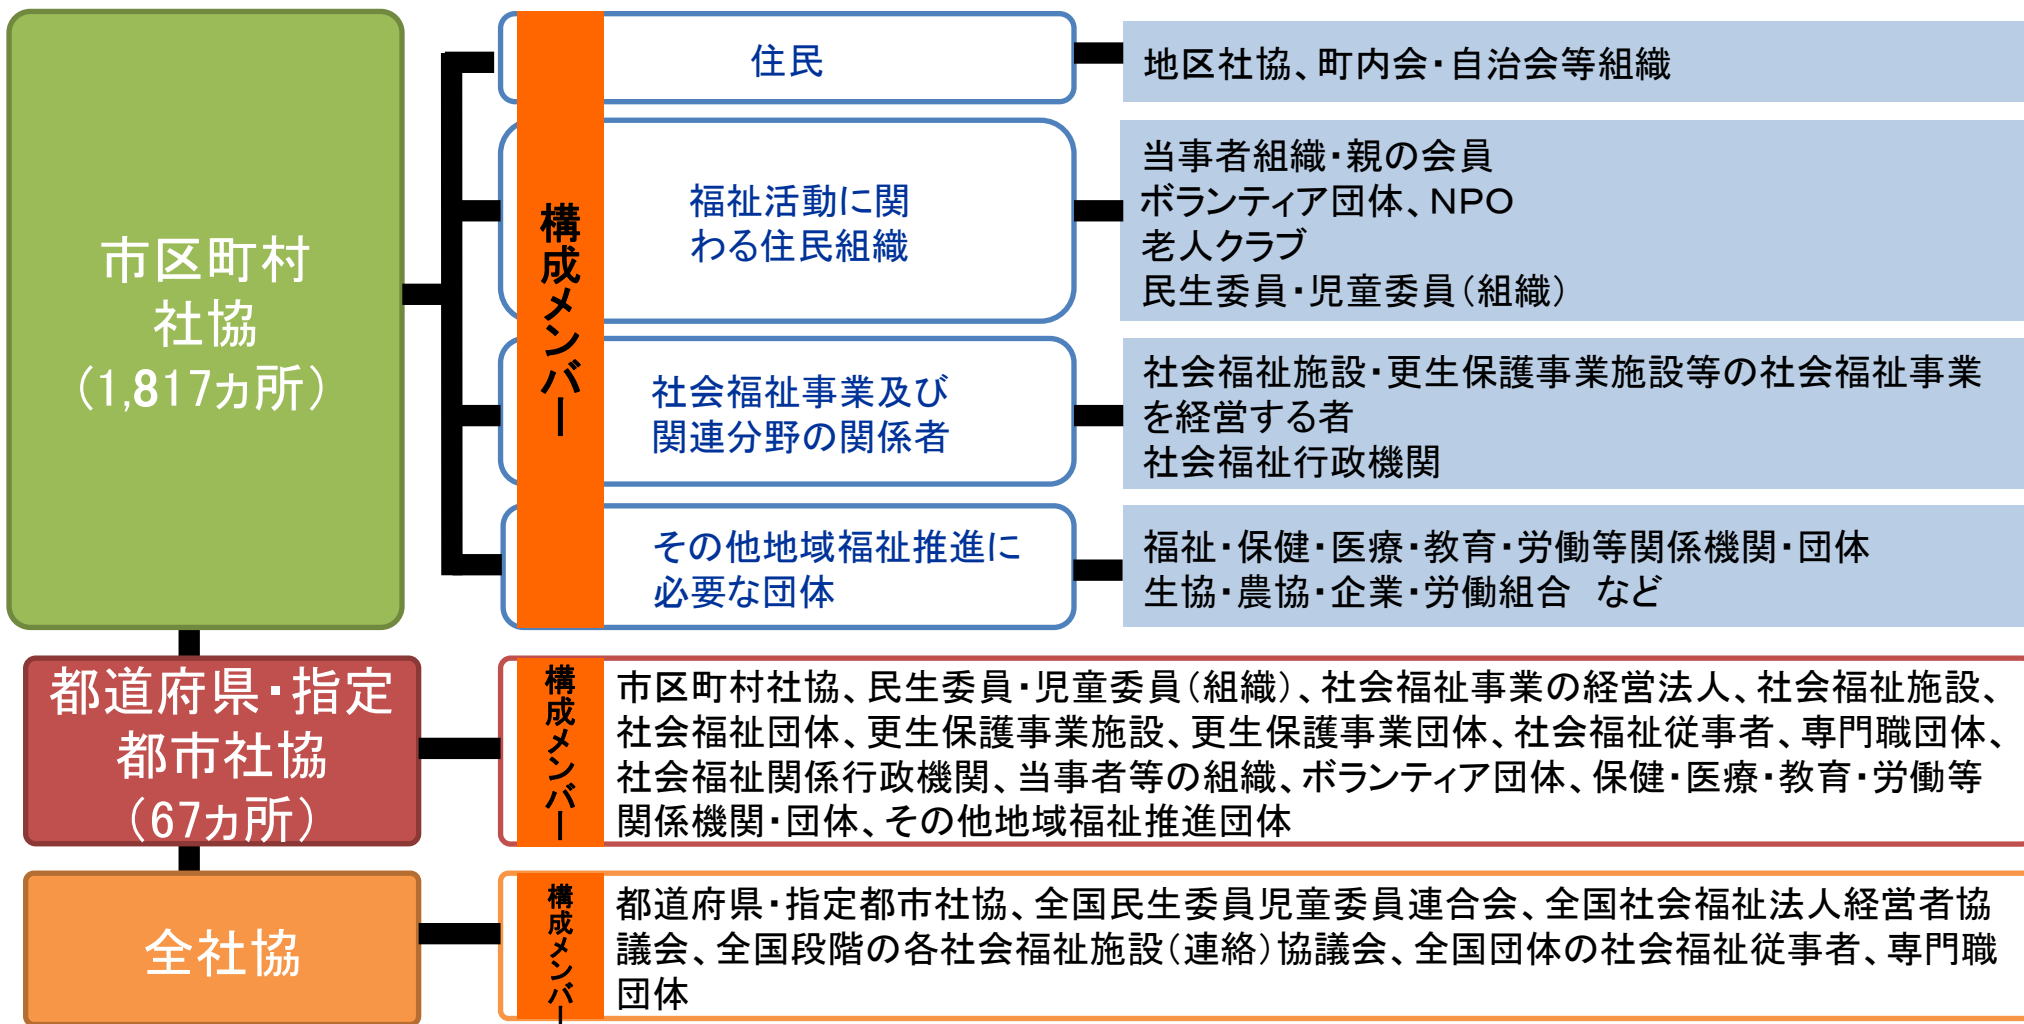 市区町村
社協
（1,817ヵ所）
構成メンバー
住民
地区社協、町内会・自治会等組織
福祉活動に関
わる住民組織
当事者組織・親の会員
ボランティア団体、NPO
老人クラブ
民生委員・児童委員（組織）
社会福祉事業及び
関連分野の関係者
社会福祉施設・更生保護事業施設等の社会福祉事業
を経営する者
社会福祉行政機関
その他地域福祉推進に
必要な団体
福祉・保健・医療・教育・労働等関係機関・団体
生協・農協・企業・労働組合　など
都道府県・指定
都市社協
（67ヵ所）
構成メンバー
市区町村社協、民生委員・児童委員（組織）、社会福祉事業の経営法人、社会福祉施設、
社会福祉団体、更生保護事業施設、更生保護事業団体、社会福祉従事者、専門職団体、
社会福祉関係行政機関、当事者等の組織、ボランティア団体、保健・医療・教育・労働等
関係機関・団体、その他地域福祉推進団体
全社協
構成メンバー
都道府県・指定都市社協、全国民生委員児童委員連合会、全国社会福祉法人経営者協
議会、全国段階の各社会福祉施設（連絡）協議会、全国団体の社会福祉従事者、専門職
団体